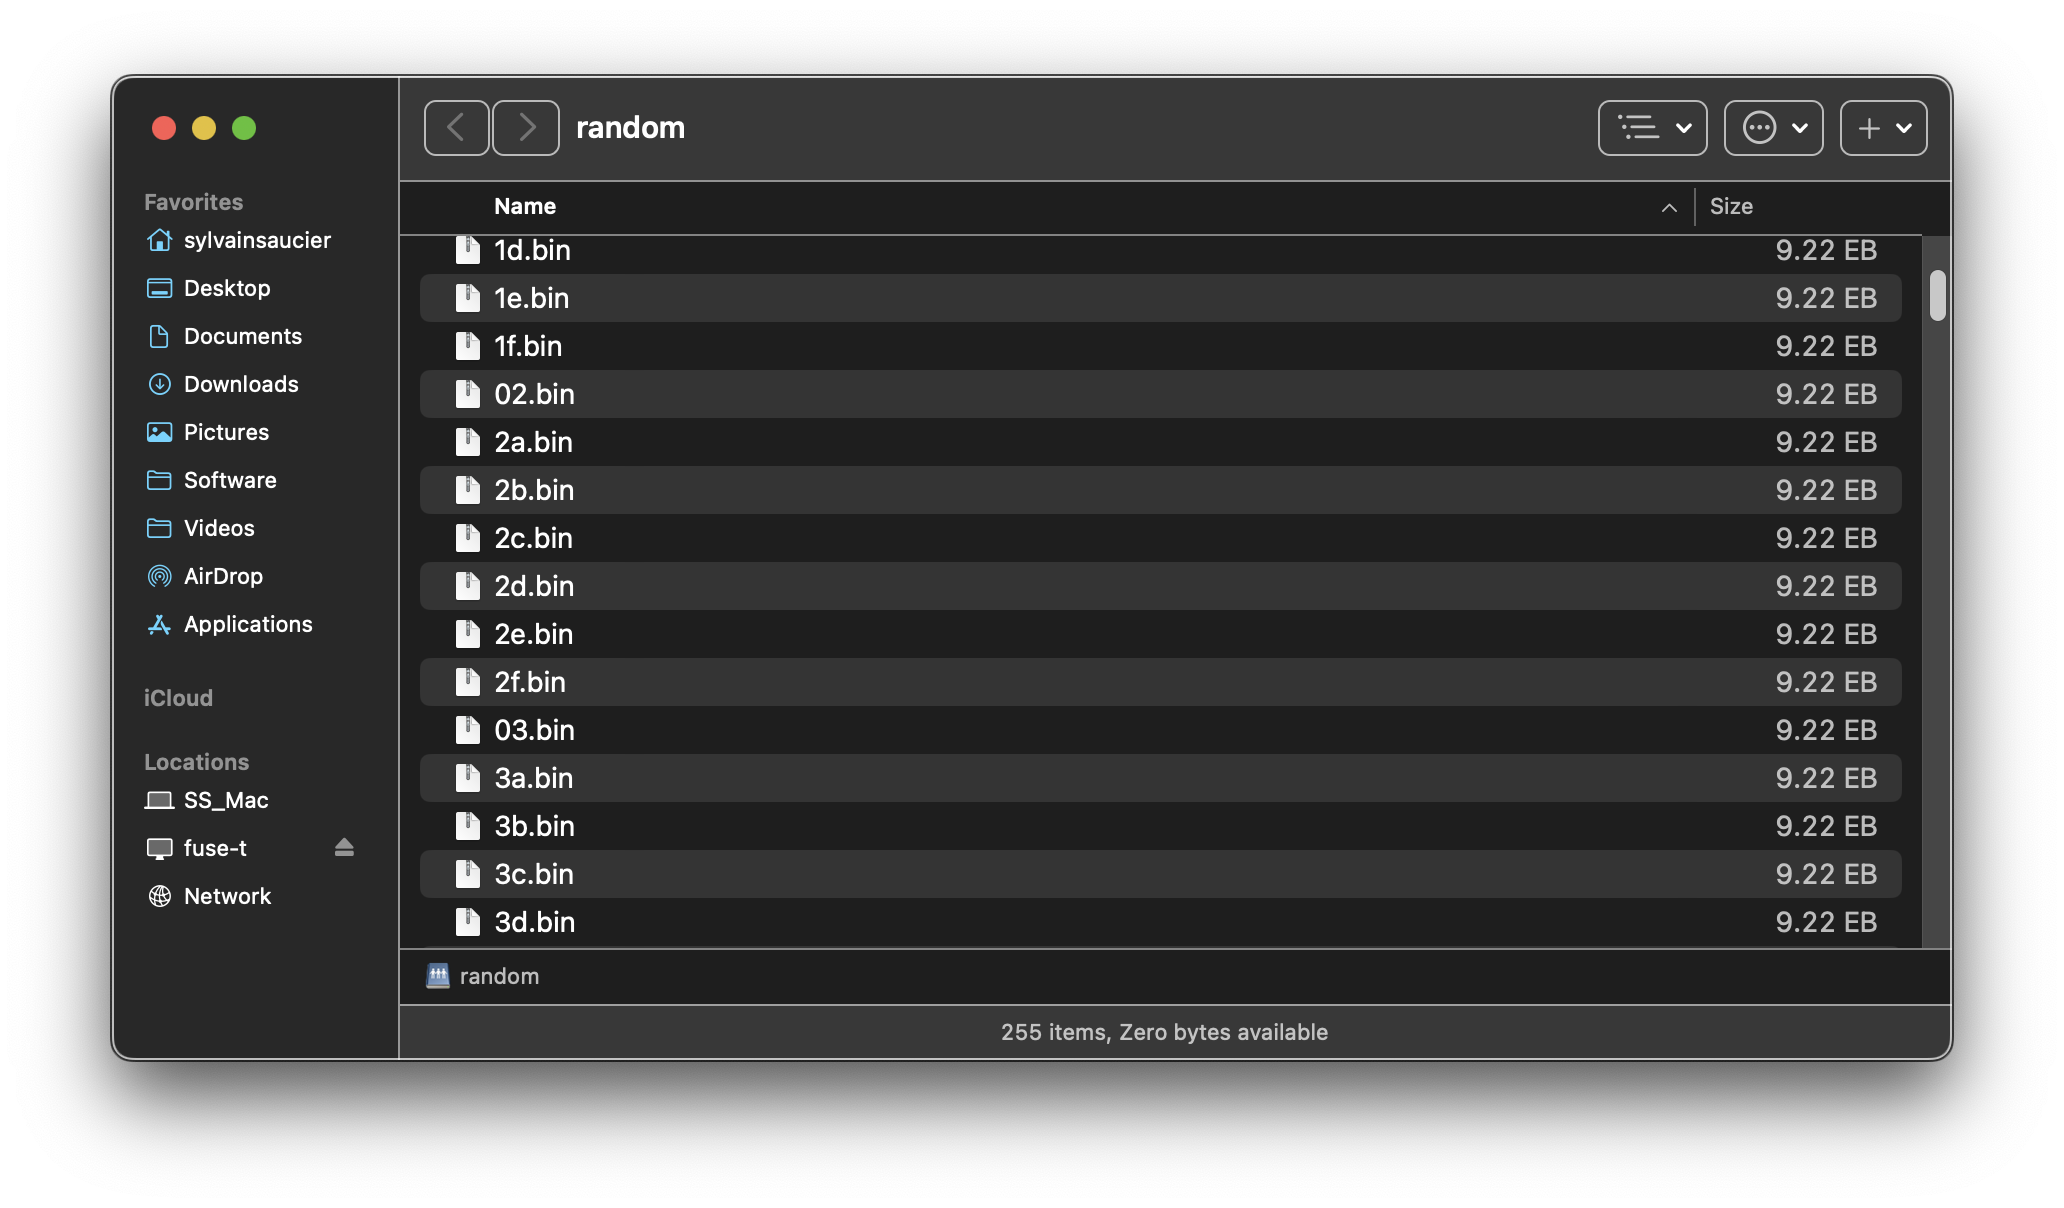 random
Favorites
sylvainsaucier
Desktop
Documents
Downloads
Pictures
Software
Videos
AirDrop
Applications
iCloud
Locations
SS_Mac
fuse-t
Network
Name Size
1d.bin 9.22 EB
1e.bin 9.22 EB
1f.bin 9.22 EB
02.bin 9.22 EB
2a.bin 9.22 EB
2b.bin 9.22 EB
2c.bin 9.22 EB
2d.bin 9.22 EB
2e.bin 9.22 EB
2f.bin 9.22 EB
03.bin 9.22 EB
3a.bin 9.22 EB
3b.bin 9.22 EB
3c.bin 9.22 EB
3d.bin 9.22 EB
random
255 items, Zero bytes available